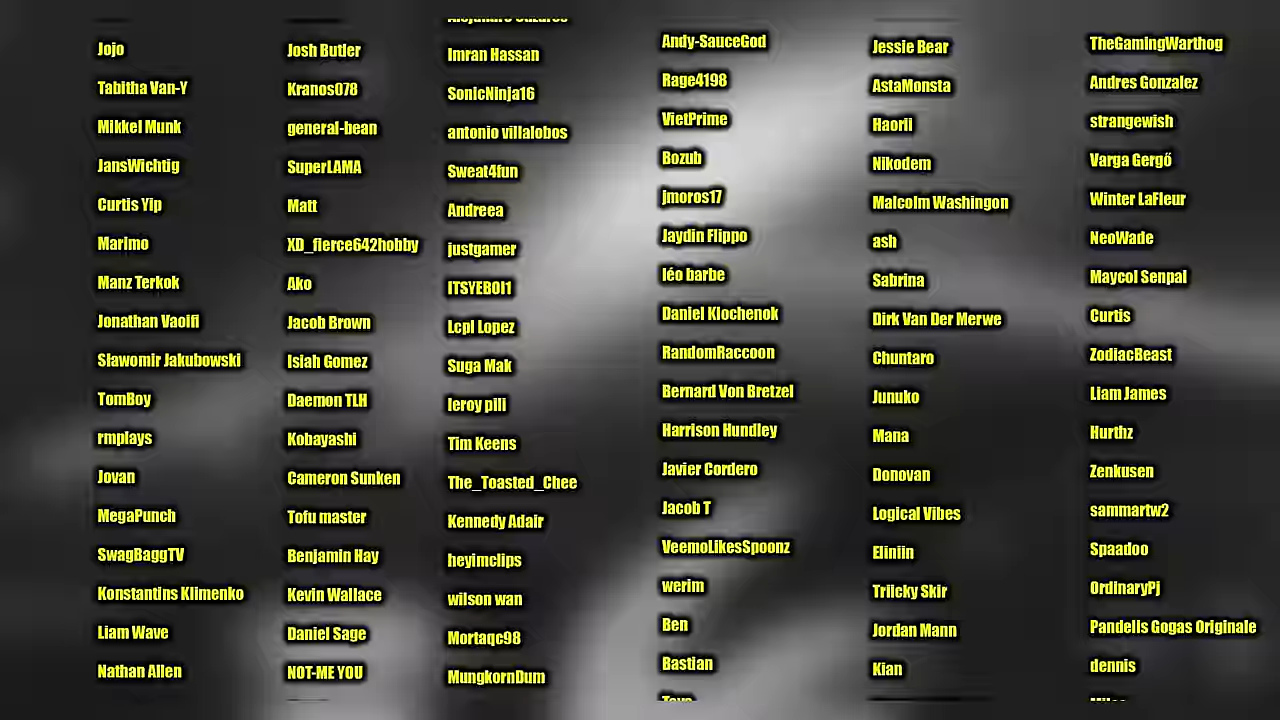 Jojo
Tabitha Van-Y
Mikkel Munk
JansWichtig
Curtis Yip
Marimo
Manz Terkok
Jonathan Vaoifi
Sławomir Jakubowski
TomBoy
rmplays
Jovan
MegaPunch
SwagBaggTV
Konstantins Klimenko
Liam Wave
Nathan Allen
Josh Butler
Kranos078
general-bean
SuperLAMA
Matt
XD_fierce642hobby
Ako
Jacob Brown
Isiah Gomez
Daemon TLH
Kobayashi
Cameron Sunken
Tofu master
Benjamin Hay
Kevin Wallace
Daniel Sage
NOT-ME YOU
Imran Hassan
SonicNinja16
antonio villalobos
Sweat4fun
Andreea
justgamer
ITSYEBOI1
Lcpl Lopez
Suga Mak
leroy pili
Tim Keens
The_Toasted_Chee
Kennedy Adair
heyimclips
wilson wan
Mortaqc98
MungkornDum
Andy-SauceGod
Rage4198
VietPrime
Bozub
jmoros17
Jaydin Flippo
léo barbe
Daniel Klochenok
RandomRaccoon
Bernard Von Bretzel
Harrison Hundley
Javier Cordero
Jacob T
VeemoLikesSpoonz
werim
Ben
Bastian
Jessie Bear
AstaMonsta
Haorii
Nikodem
Malcolm Washingon
ash
Sabrina
Dirk Van Der Merwe
Chuntaro
Junuko
Mana
Donovan
Logical Vibes
Eliniin
Triicky Skir
Jordan Mann
Kian
TheGamingWarthog
Andres Gonzalez
strangewish
Varga Gergő
Winter LaFleur
NeoWade
Maycol Senpai
Curtis
ZodiacBeast
Liam James
Hurthz
Zenkusen
sammartw2
Spaadoo
OrdinaryPj
Pandelis Gogas Originale
dennis